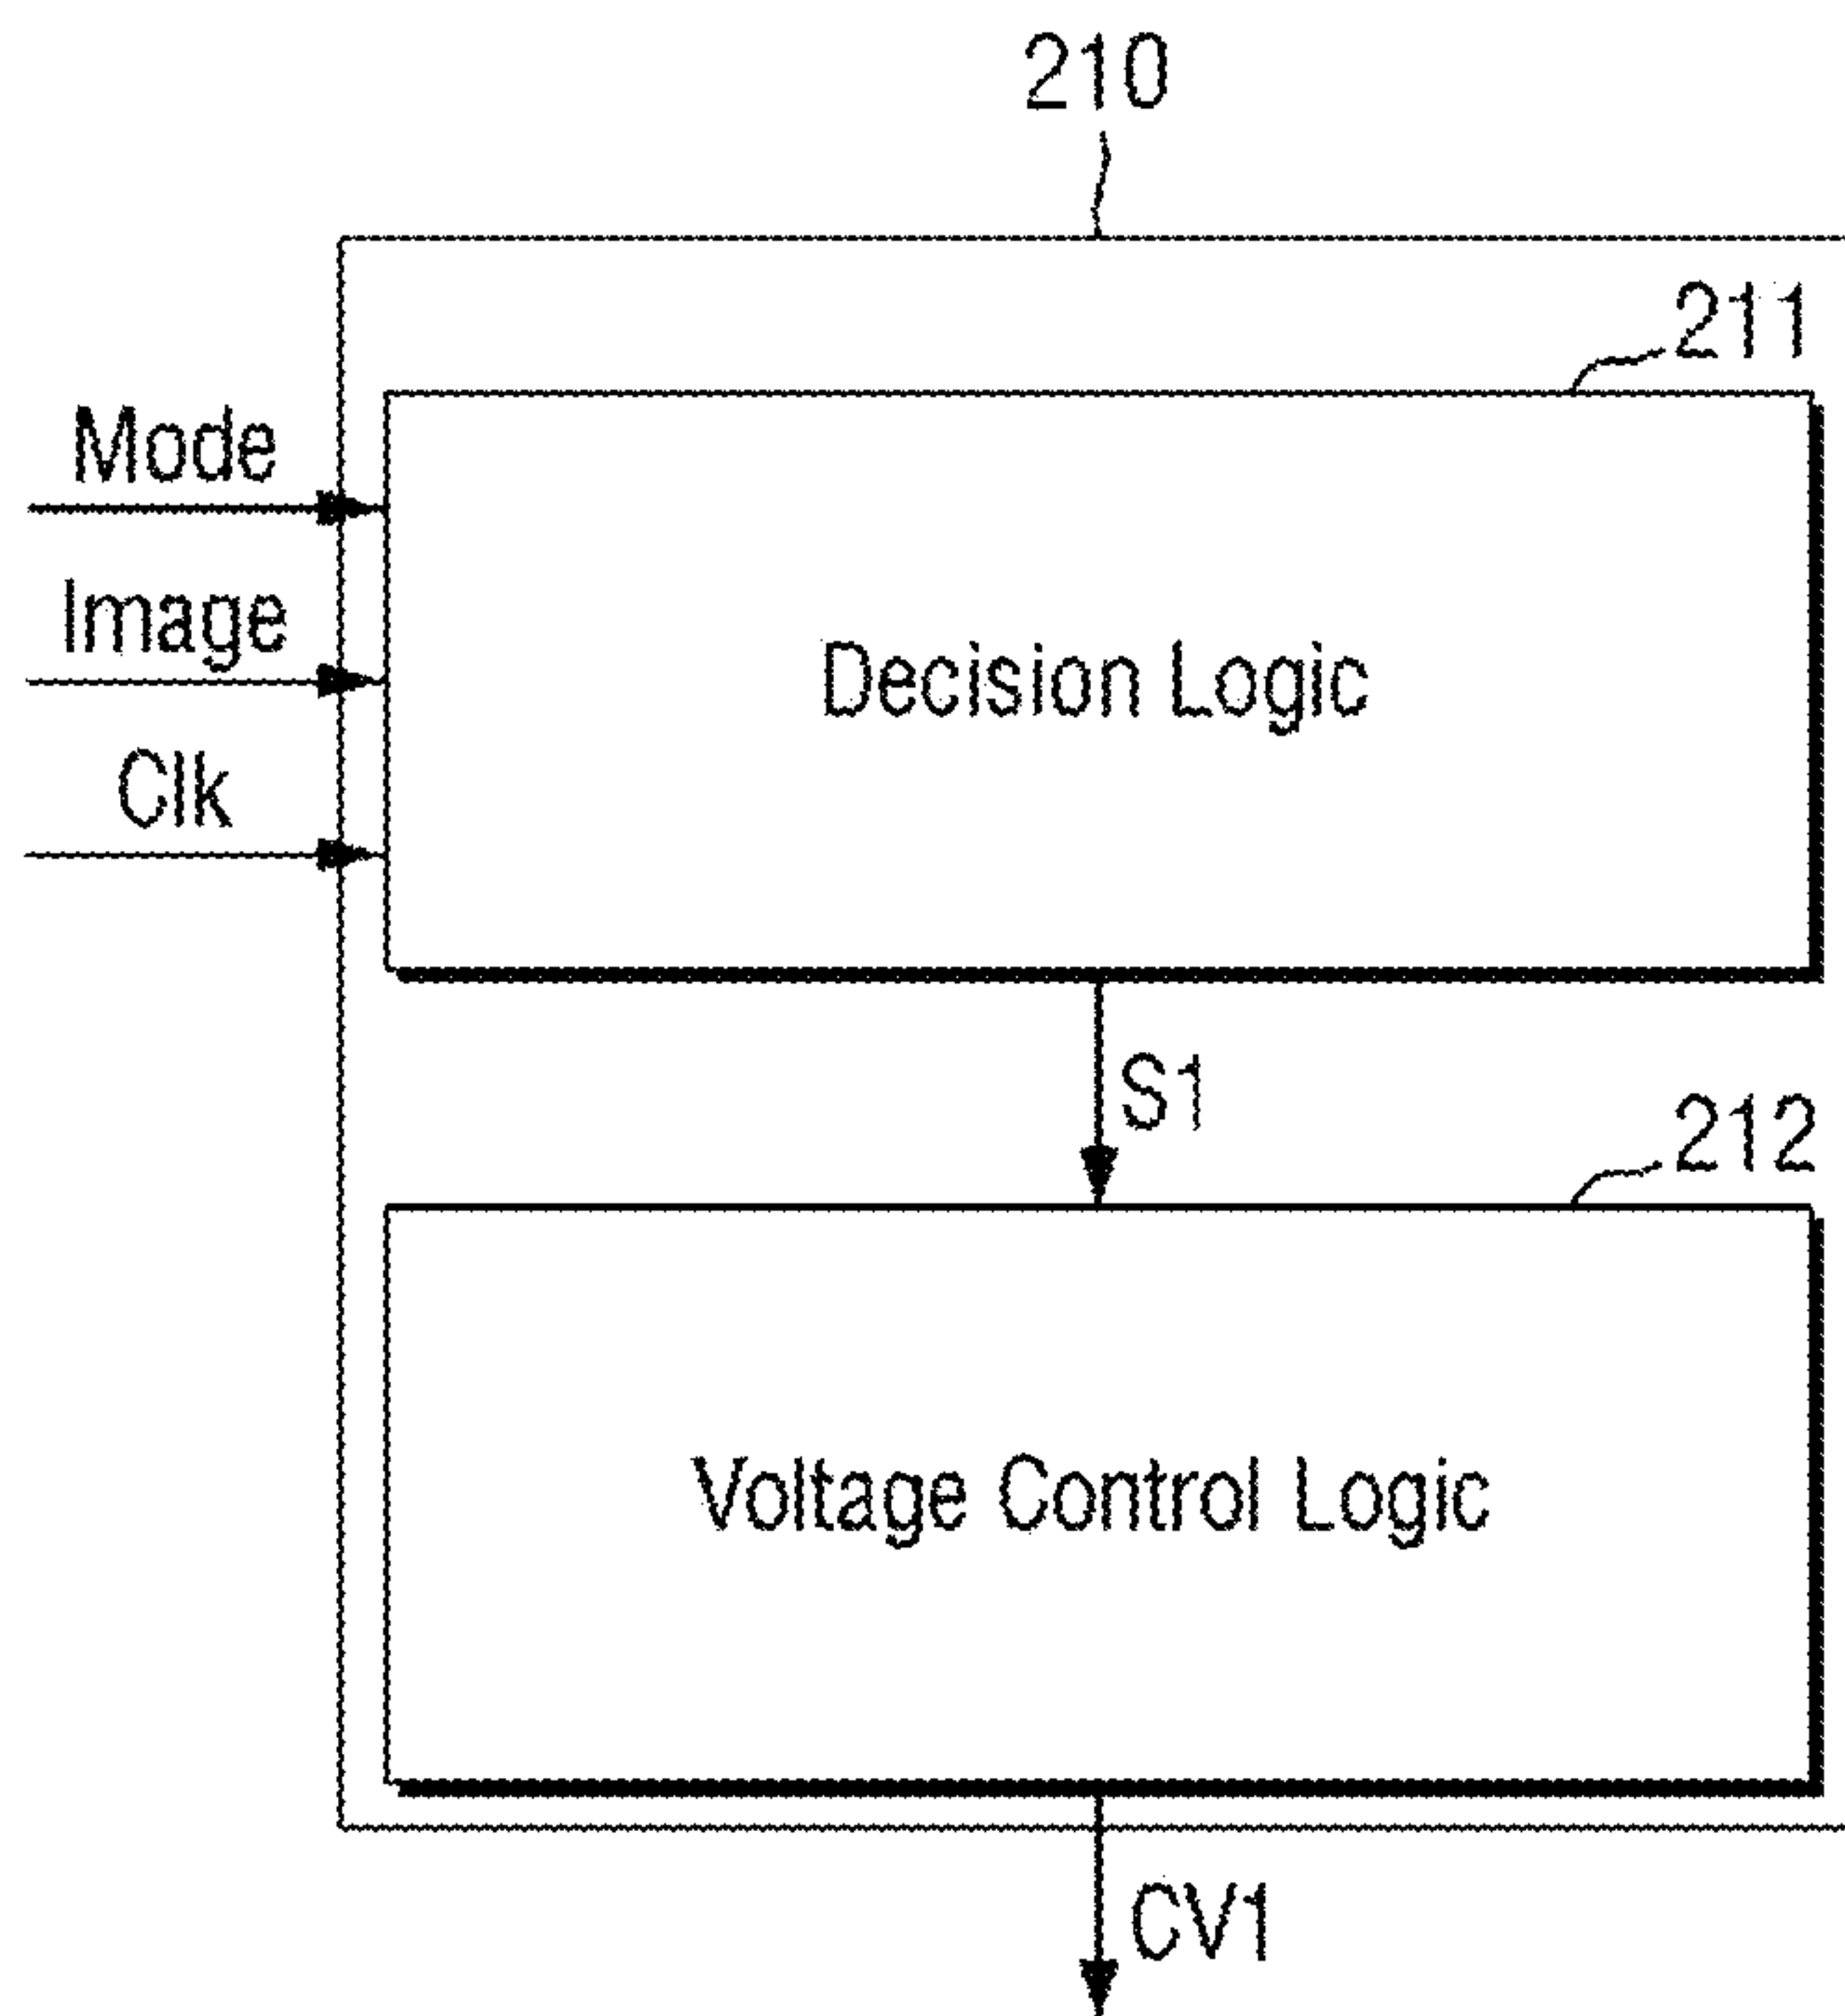 210
211
Mode
Image
Decision Logic
Clk
S1
212
Voltage Control Logic
CV1